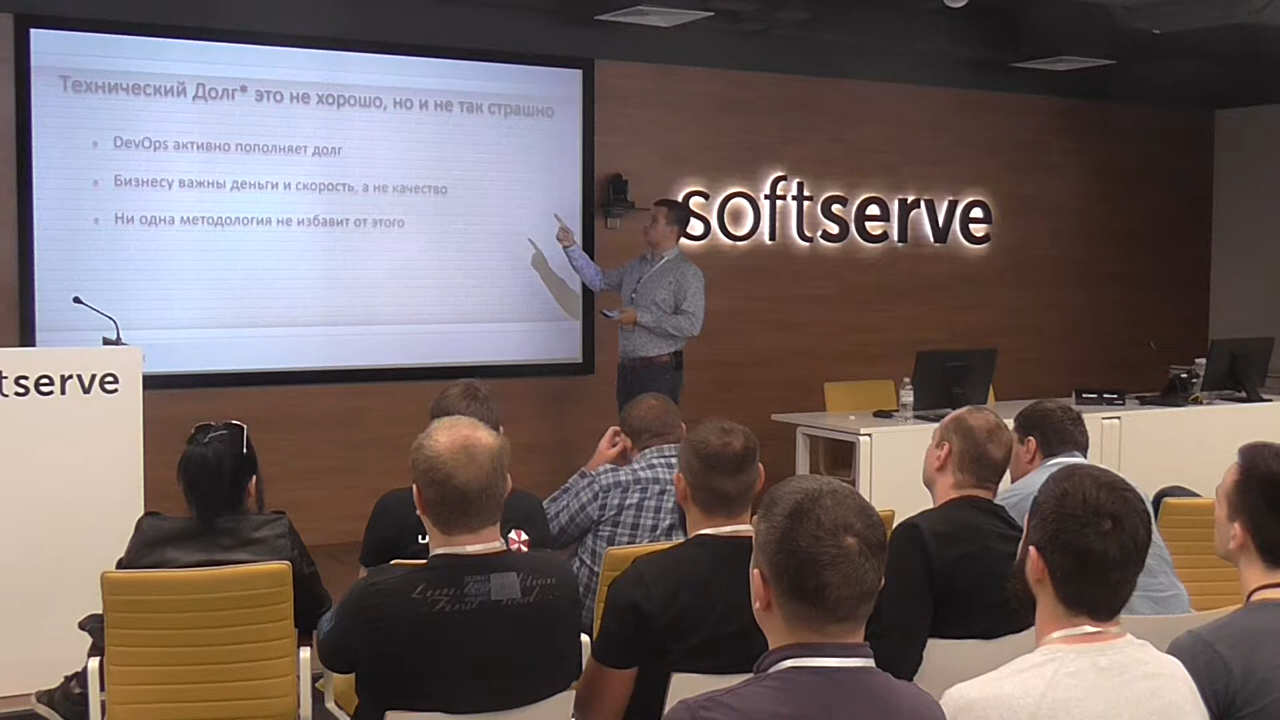 Технический Долг* это не хорошо, но и не так страшно
DevOps активно пополняет долг
Бизнесу важны деньги и скорость, а не качество
Ни одна методология не избавит от этого
softserve
tserve